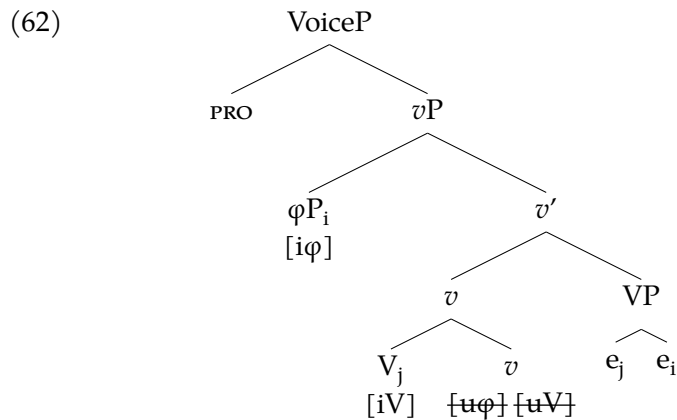 (62) VoiceP
PRO vP
φP_i v′
[iφ]
v VP
V_j v e_j e_i
[iV] [uφ] [uV]